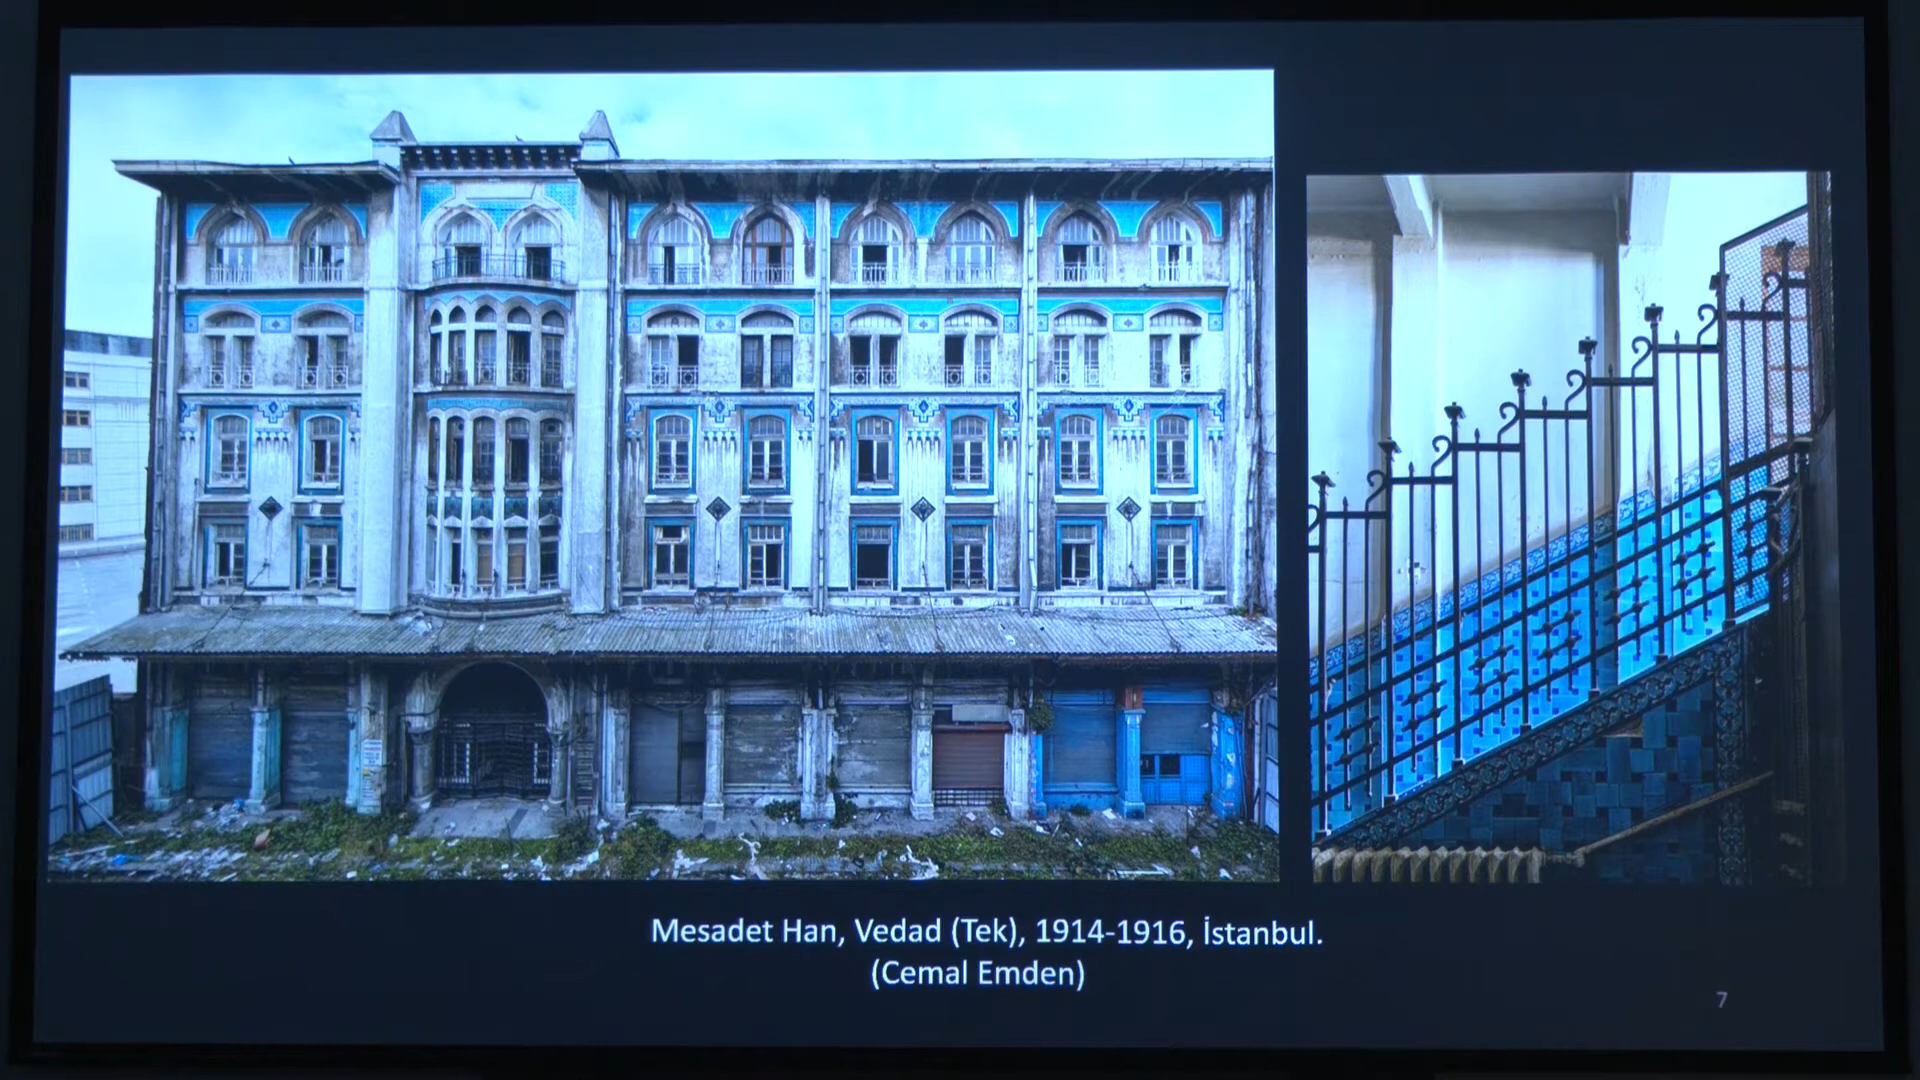 Mesadet Han, Vedad (Tek), 1914-1916, İstanbul.
(Cemal Emden)
7